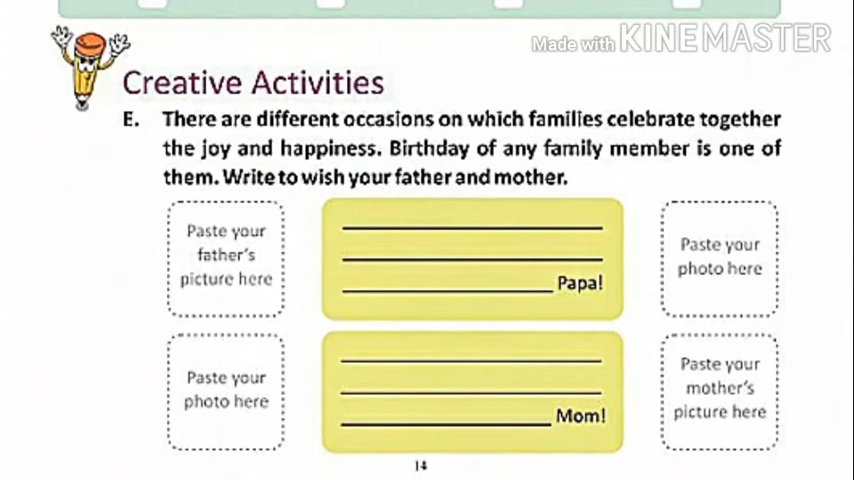 Made with KINEMASTER
Creative Activities
E. There are different occasions on which families celebrate together
the joy and happiness. Birthday of any family member is one of
them. Write to wish your father and mother.
Paste your
father's
picture here
Papa!
Paste your
photo here
Paste your
photo here
Mom!
Paste your
mother's
picture here
14